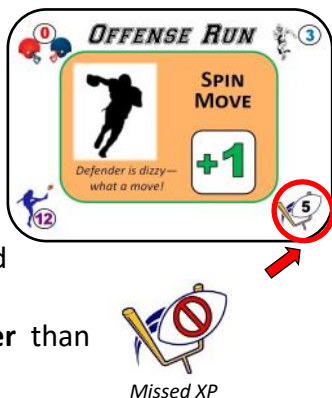 0
OFFENSE RUN
3
SPIN
MOVE
+1
Defender is dizzy—
what a move!
12
5
d
er than
Missed XP